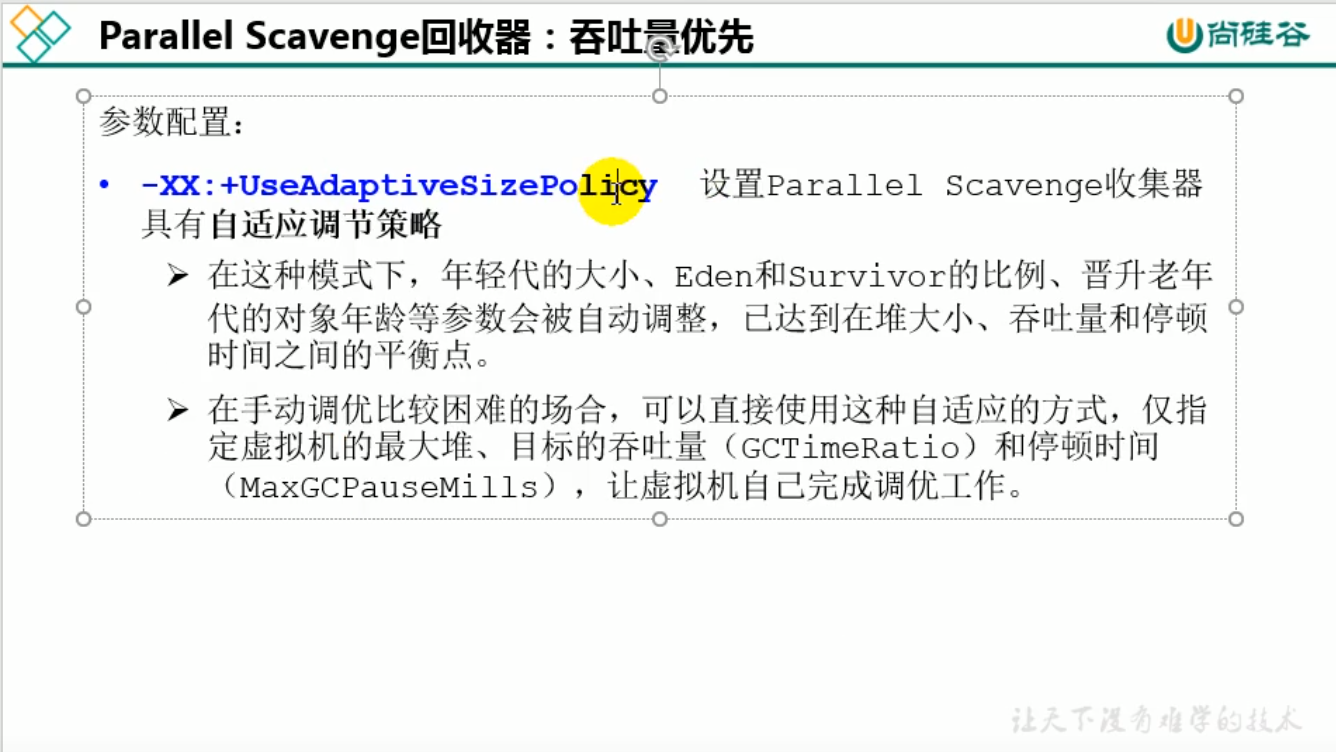 Parallel Scavenge回收器：吞吐量优先
尚硅谷
参数配置：
• -XX:+UseAdaptiveSizePolicy 设置Parallel Scavenge收集器
具有自适应调节策略
➢ 在这种模式下，年轻代的大小、Eden和Survivor的比例、晋升老年
代的对象年龄等参数会被自动调整，已达到在堆大小、吞吐量和停顿
时间之间的平衡点。
➢ 在手动调优比较困难的场合，可以直接使用这种自适应的方式，仅指
定虚拟机的最大堆、目标的吞吐量（GCTimeRatio）和停顿时间
（MaxGCPauseMills），让虚拟机自己完成调优工作。
让天下没有难学的技术